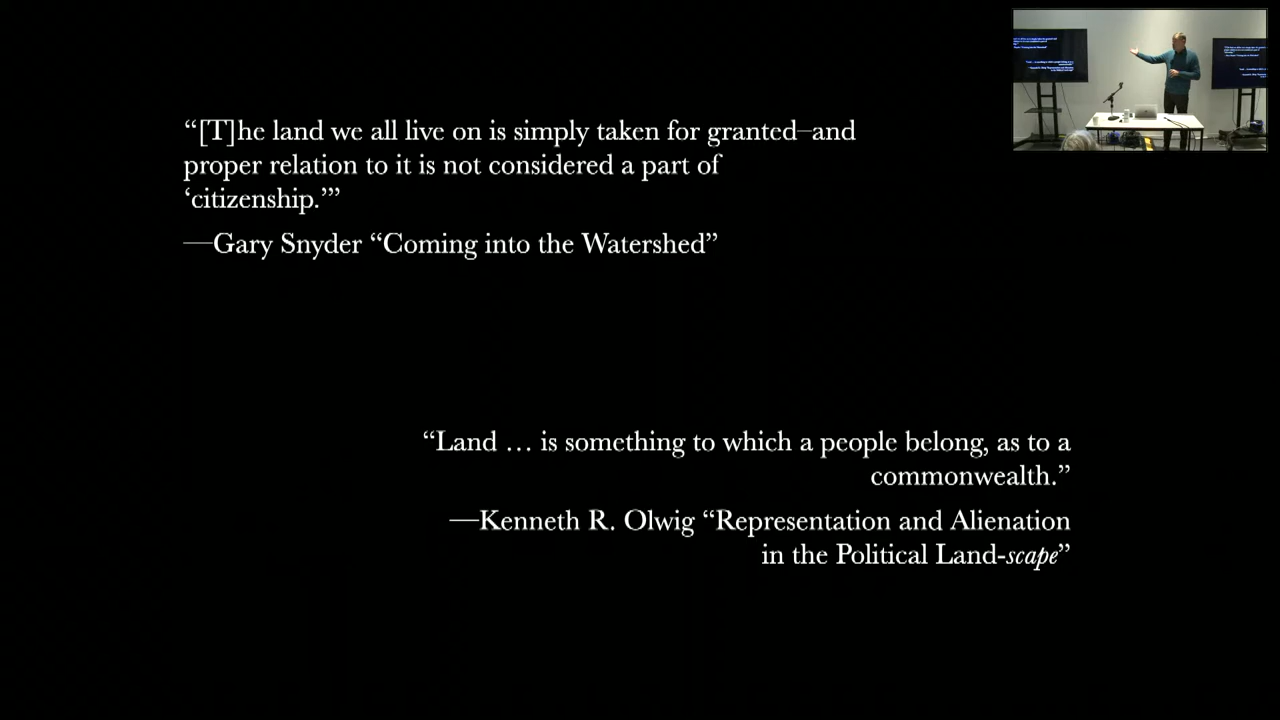 “[T]he land we all live on is simply taken for granted–and
proper relation to it is not considered a part of
‘citizenship.’”
—Gary Snyder “Coming into the Watershed”
“Land … is something to which a people belong, as to a
commonwealth.”
—Kenneth R. Olwig “Representation and Alienation
in the Political Land-scape”